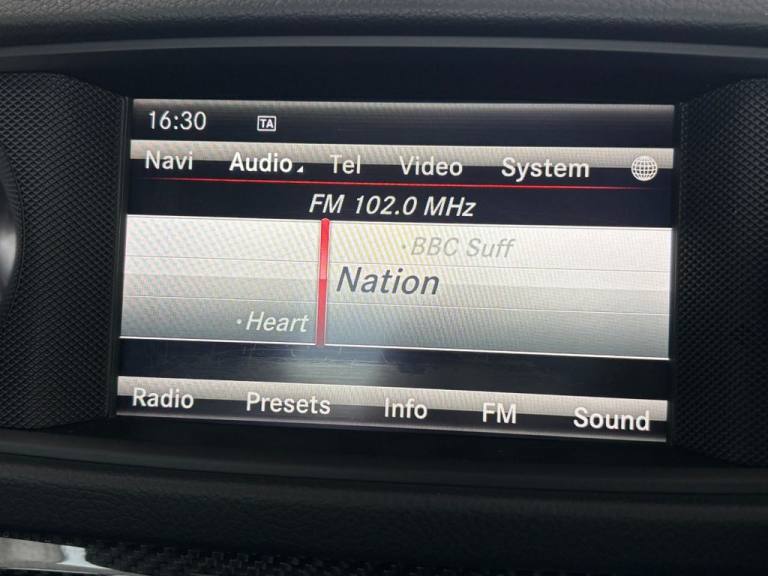 16:30 TA
Navi Audio Tel Video System
FM 102.0 MHz
·BBC Suff
Nation
·Heart
Radio Presets Info FM Sound